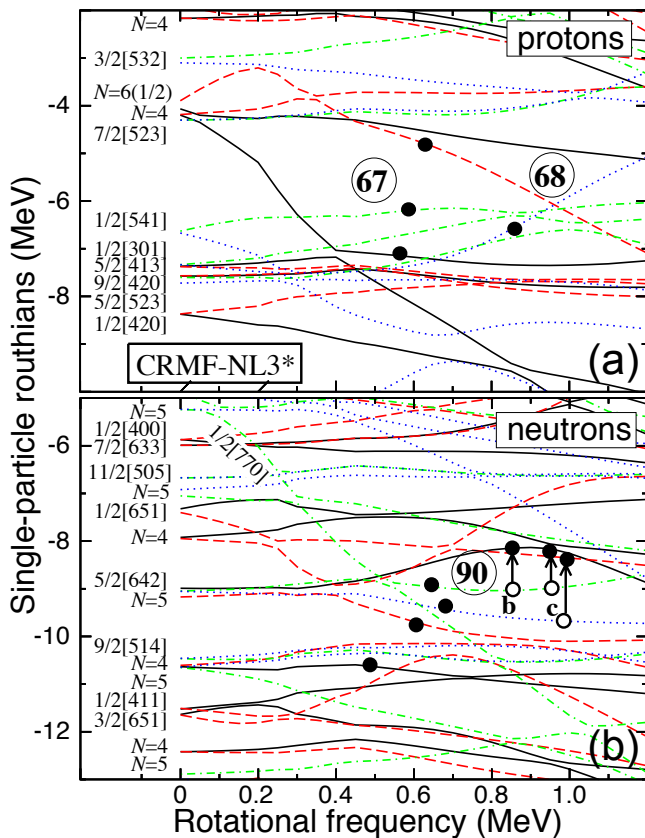 N=4
3/2[532]
N=6(1/2)
N=4
7/2[523]
1/2[541]
1/2[301]
5/2[413]
9/2[420]
5/2[523]
1/2[420]
-4
-6
-8
(a)
protons
67
68
CRMF-NL3*
(a)
Single-particle routhians (MeV)
N=5
1/2[400]
7/2[633]
11/2[505]
N=5
1/2[651]
N=4
5/2[642]
N=5
9/2[514]
N=4
N=5
1/2[411]
3/2[651]
N=4
N=5
-6
-8
-10
-12
1/2[770]
neutrons
90
b
c
(b)
0
0.2
0.4
0.6
0.8
1.0
Rotational frequency (MeV)